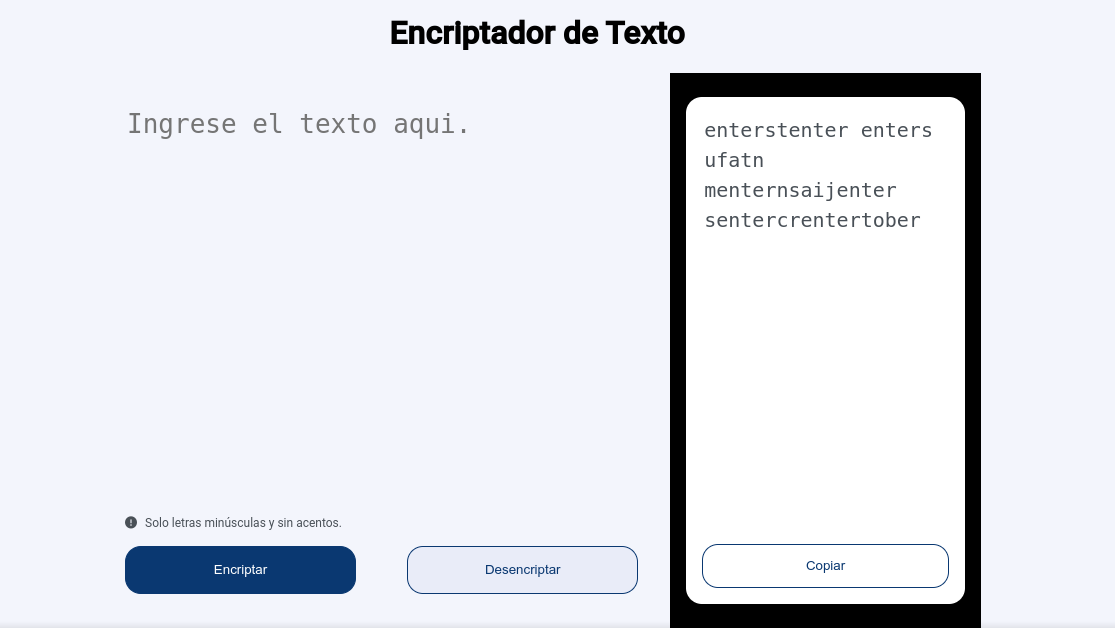 Encriptador de Texto
Ingrese el texto aqui.
enterstenter enters
ufatn
menternsaijenter
sentercrentertober
Solo letras minúsculas y sin acentos.
Encriptar
Desencriptar
Copiar